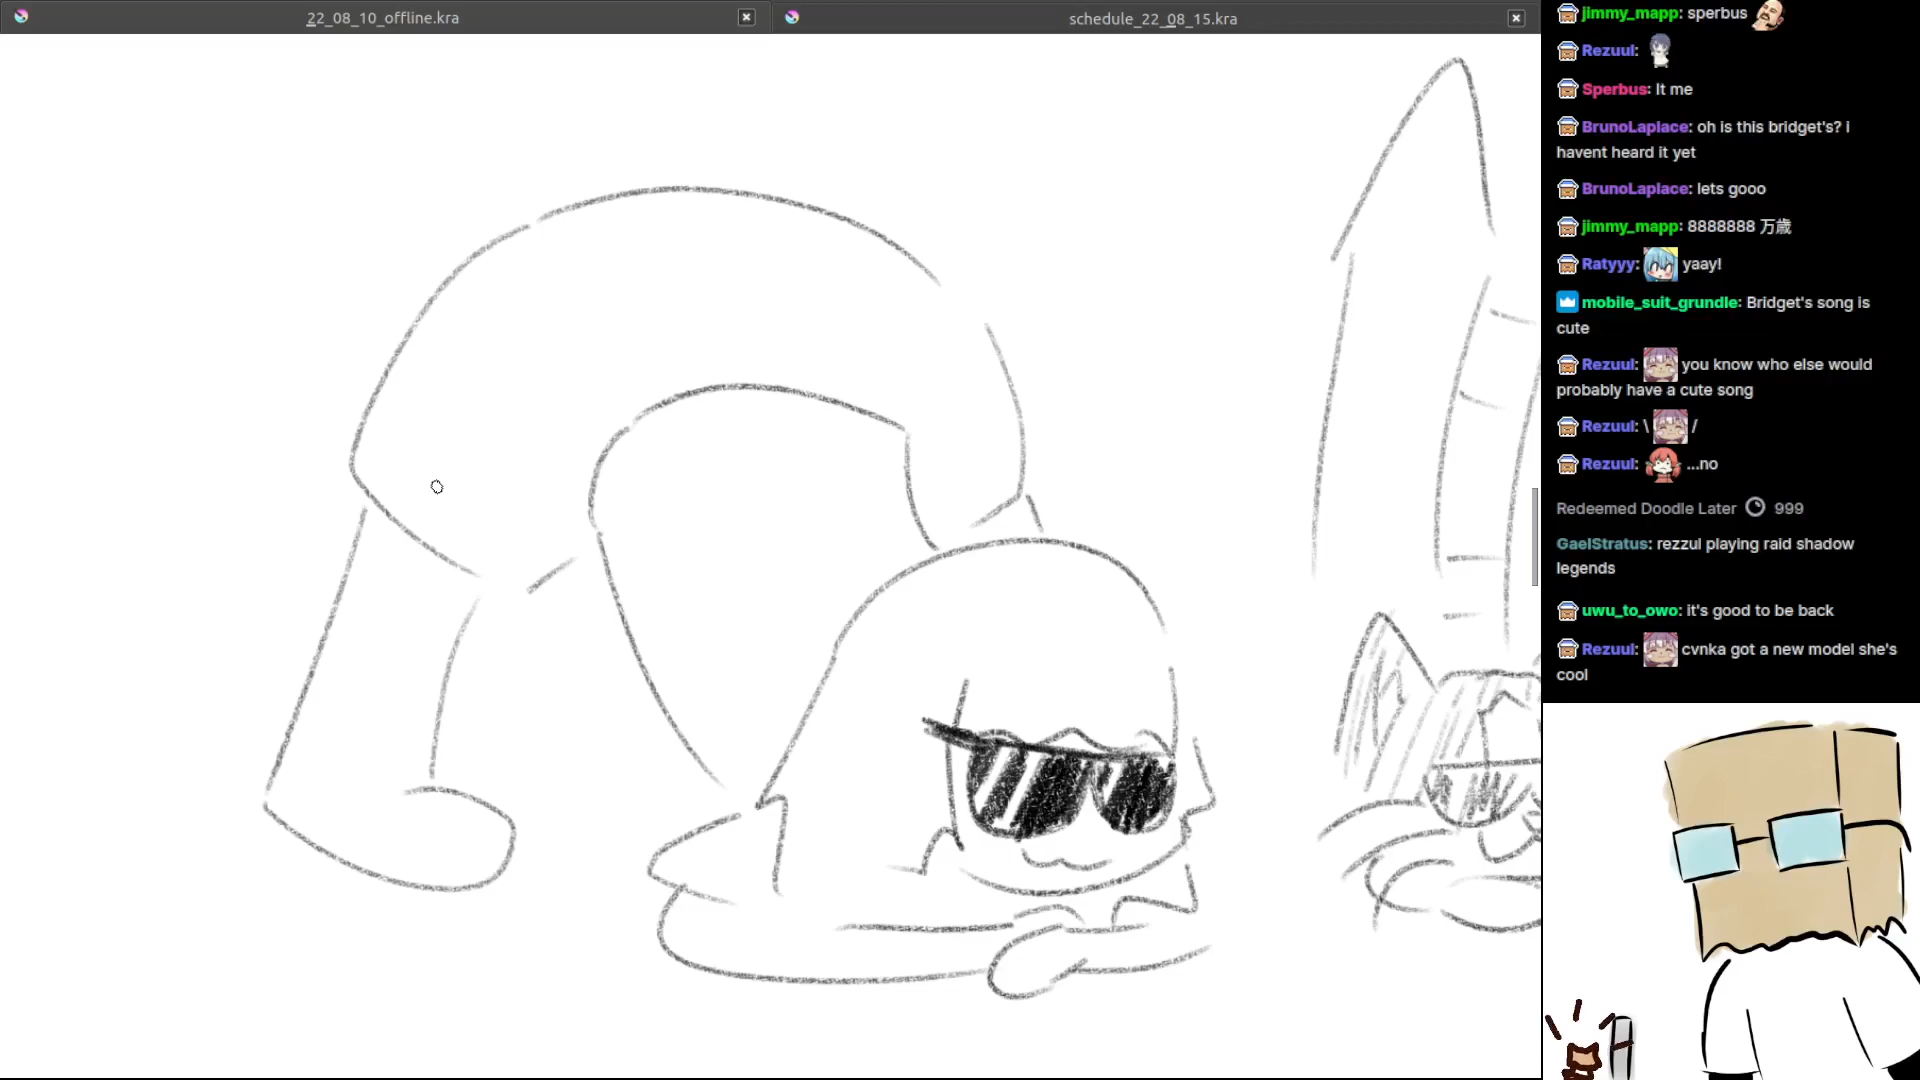 22_08_10_offline.kra
schedule_22_08_15.kra
jimmy_mapp: sperbus
Rezuul:
Sperbus: It me
BrunoLaplace: oh is this bridget's? i
havent heard it yet
BrunoLaplace: lets gooo
jimmy_mapp: 8888888 万歳
Ratyyy: yaay!
mobile_suit_grundle: Bridget's song is
cute
Rezuul: you know who else would
probably have a cute song
Rezuul: \ /
Rezuul: ...no
Redeemed Doodle Later 999
GaelStratus: rezzul playing raid shadow
legends
uwu_to_owo: it's good to be back
Rezuul: cvnka got a new model she's
cool